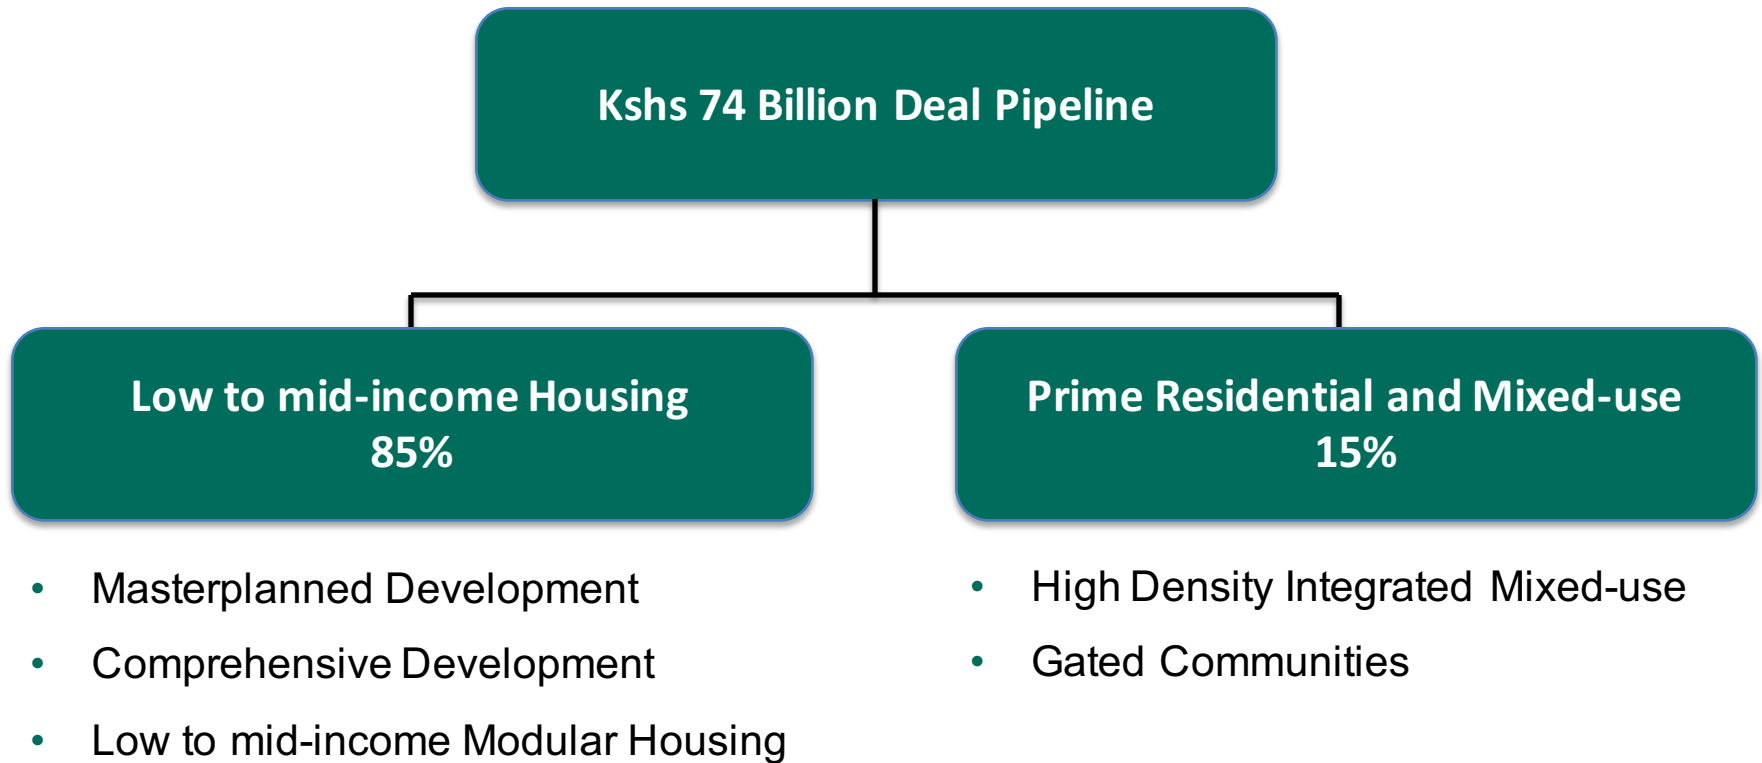 Kshs 74 Billion Deal Pipeline
Low to mid-income Housing
85%
Prime Residential and Mixed-use
15%
• Masterplanned Development
• Comprehensive Development
• Low to mid-income Modular Housing
• High Density Integrated Mixed-use
• Gated Communities